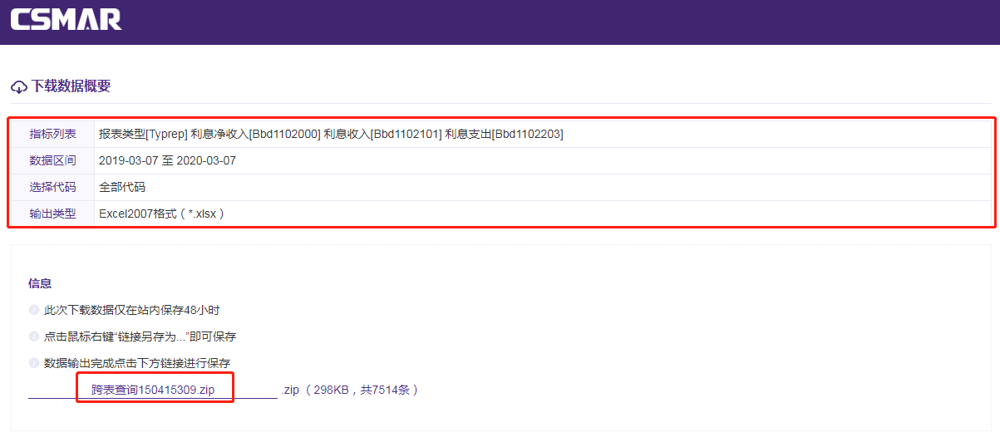 CSMAR
下载数据概要
指标列表 报表类型[Typrep] 利息净收入[Bbd1102000] 利息收入[Bbd1102101] 利息支出[Bbd1102203]
数据区间 2019-03-07 至 2020-03-07
选择代码 全部代码
输出类型 Excel2007格式（*.xlsx）
信息
此次下载数据仅在站内保存48小时
点击鼠标右键“链接另存为...”即可保存
数据输出完成点击下方链接进行保存
跨表查询150415309.zip .zip （298KB，共7514条）